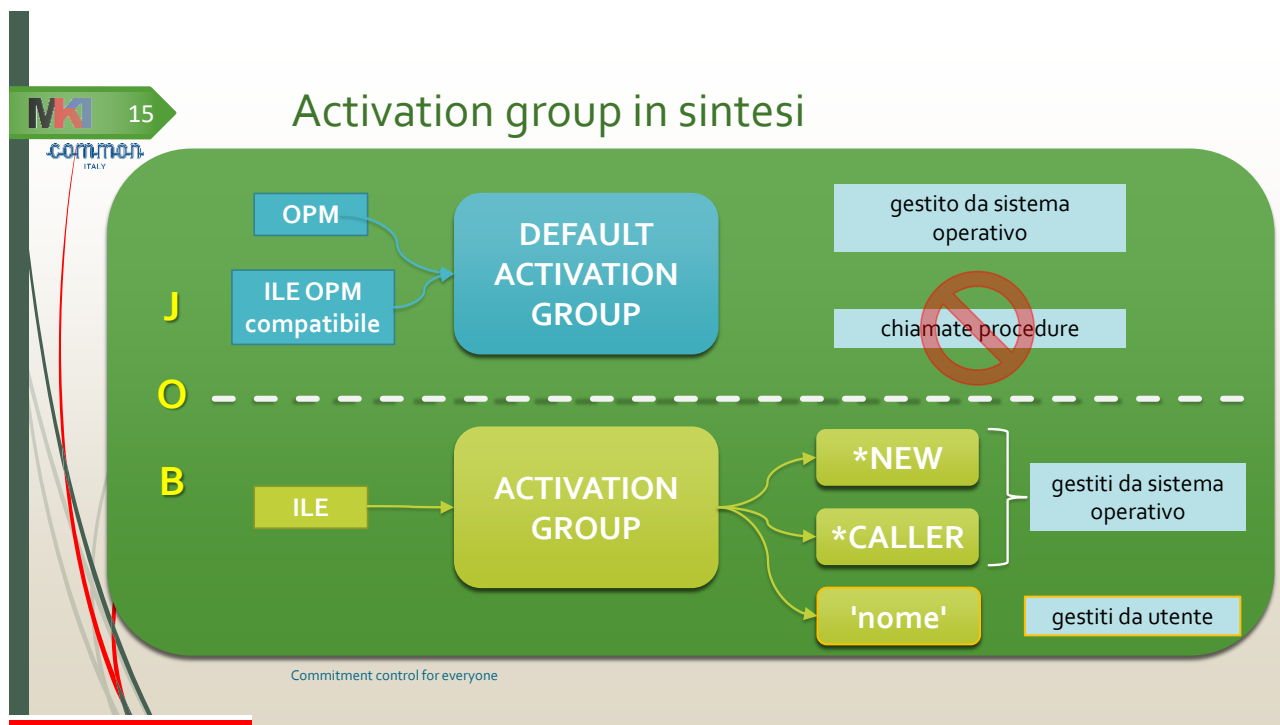 MK1
15
Activation group in sintesi
common
ITALY
OPM
ILE OPM
compatibile
DEFAULT
ACTIVATION
GROUP
gestito da sistema
operativo
chiamate procedure
J
O
B
ILE
ACTIVATION
GROUP
*NEW
*CALLER
'nome'
gestiti da sistema
operativo
gestiti da utente
Commitment control for everyone